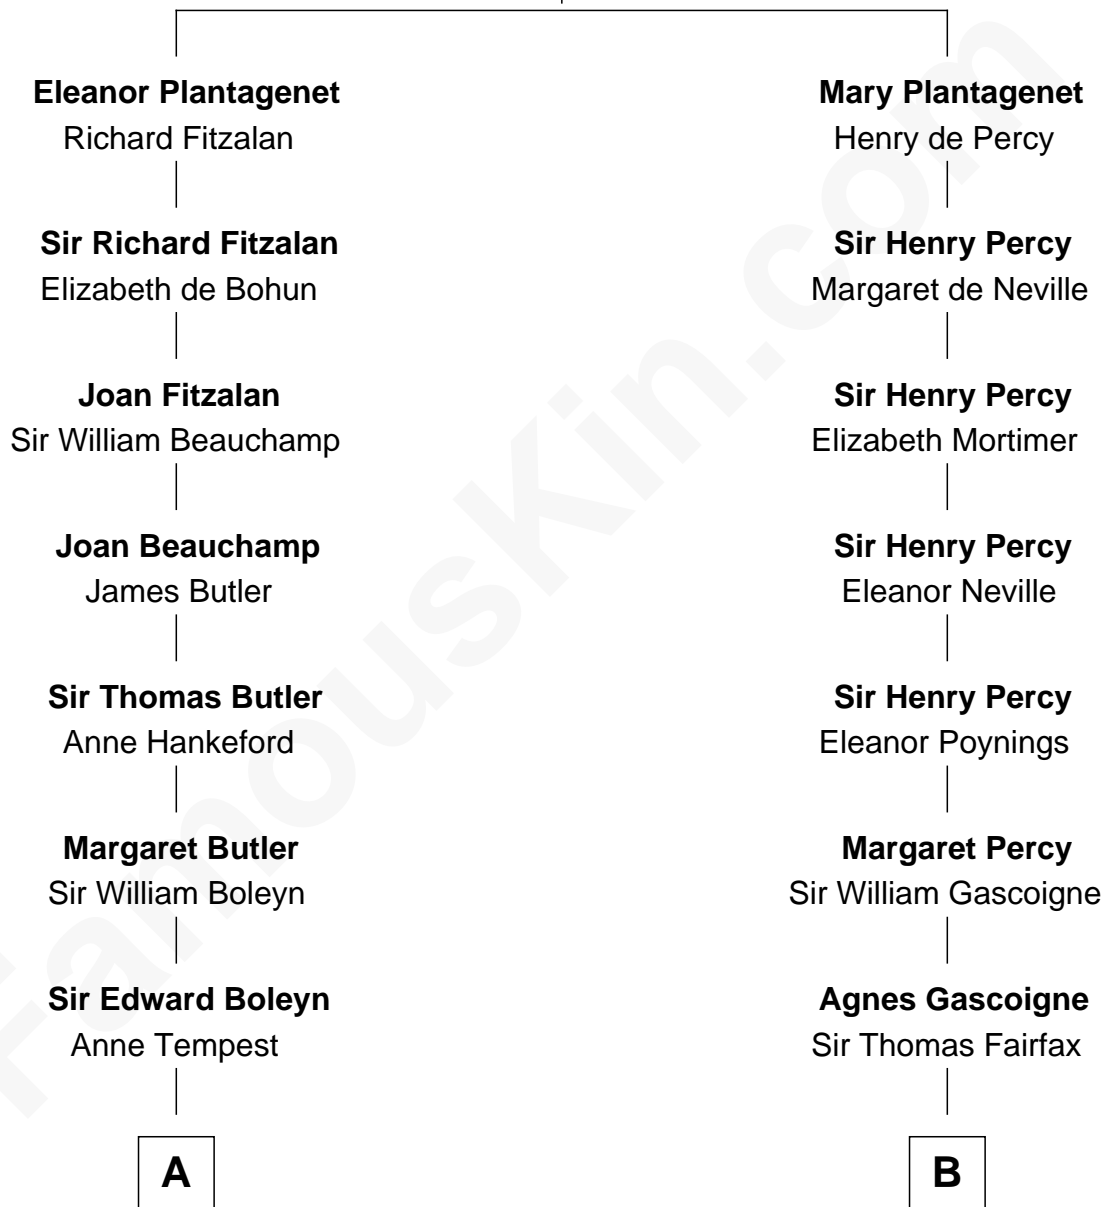 Eleanor Plantagenet
Richard Fitzalan
Sir Richard Fitzalan
Elizabeth de Bohun
Joan Fitzalan
Sir William Beauchamp
Joan Beauchamp
James Butler
Sir Thomas Butler
Anne Hankeford
Margaret Butler
Sir William Boleyn
Sir Edward Boleyn
Anne Tempest
A
Mary Plantagenet
Henry de Percy
Sir Henry Percy
Margaret de Neville
Sir Henry Percy
Elizabeth Mortimer
Sir Henry Percy
Eleanor Neville
Sir Henry Percy
Eleanor Poynings
Margaret Percy
Sir William Gascoigne
Agnes Gascoigne
Sir Thomas Fairfax
B
FamousKin.com